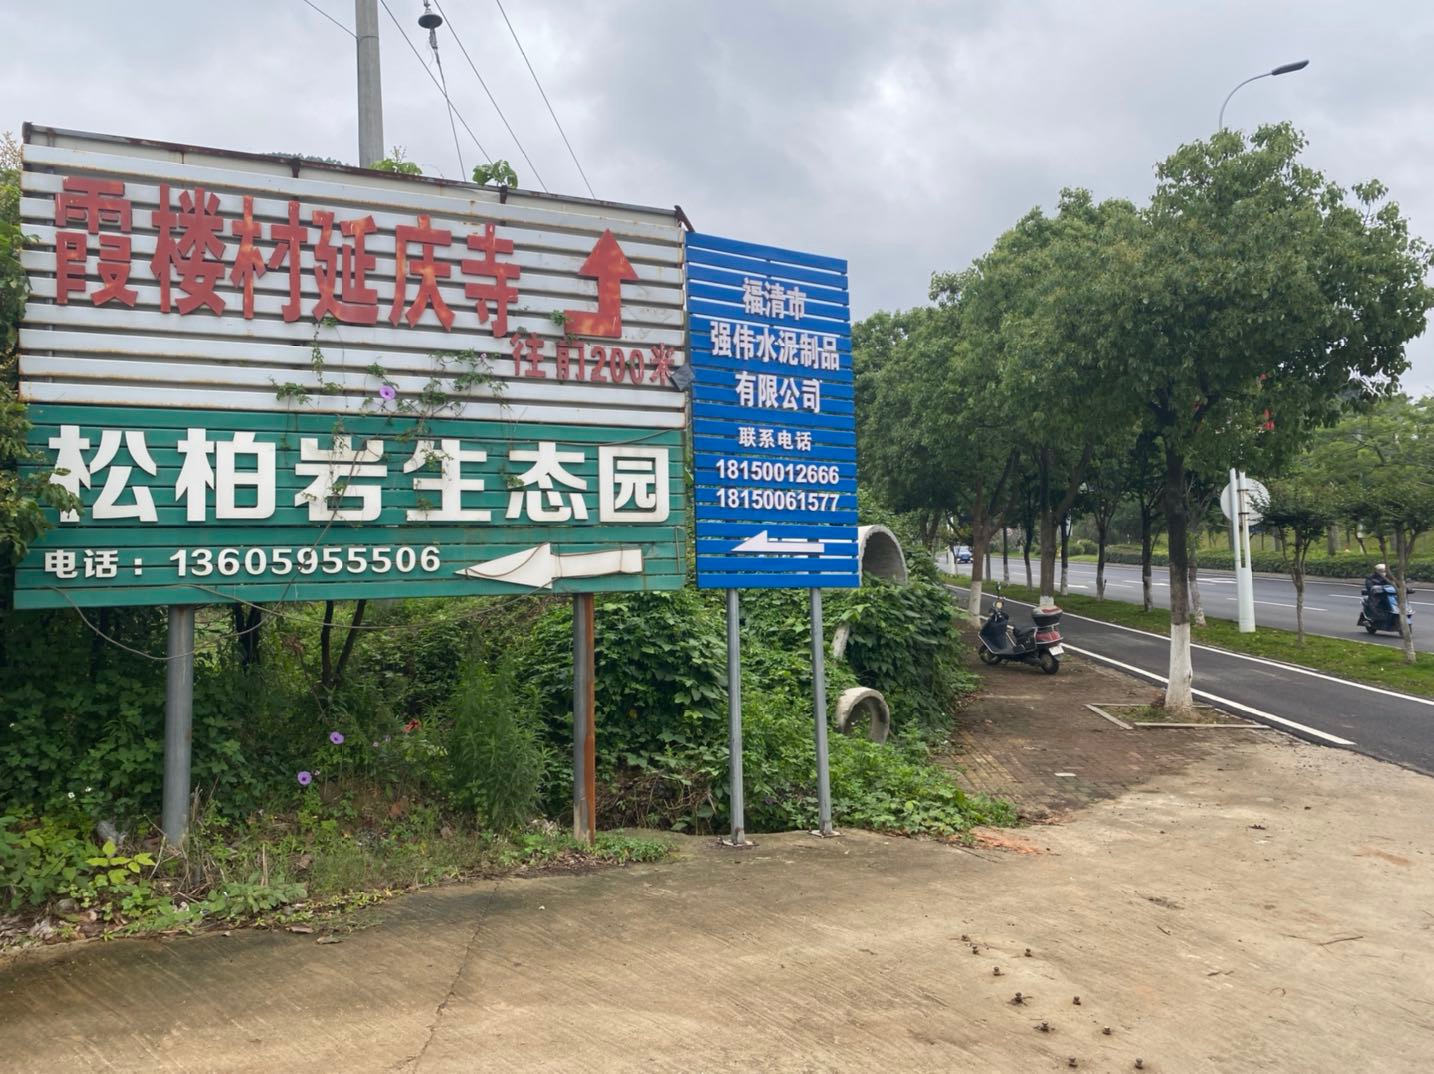 霞楼村延庆寺
往前1200米
松柏岩生态园
电话：13605955506
福清市
强伟水泥制品
有限公司
联系电话
18150012666
18150061577